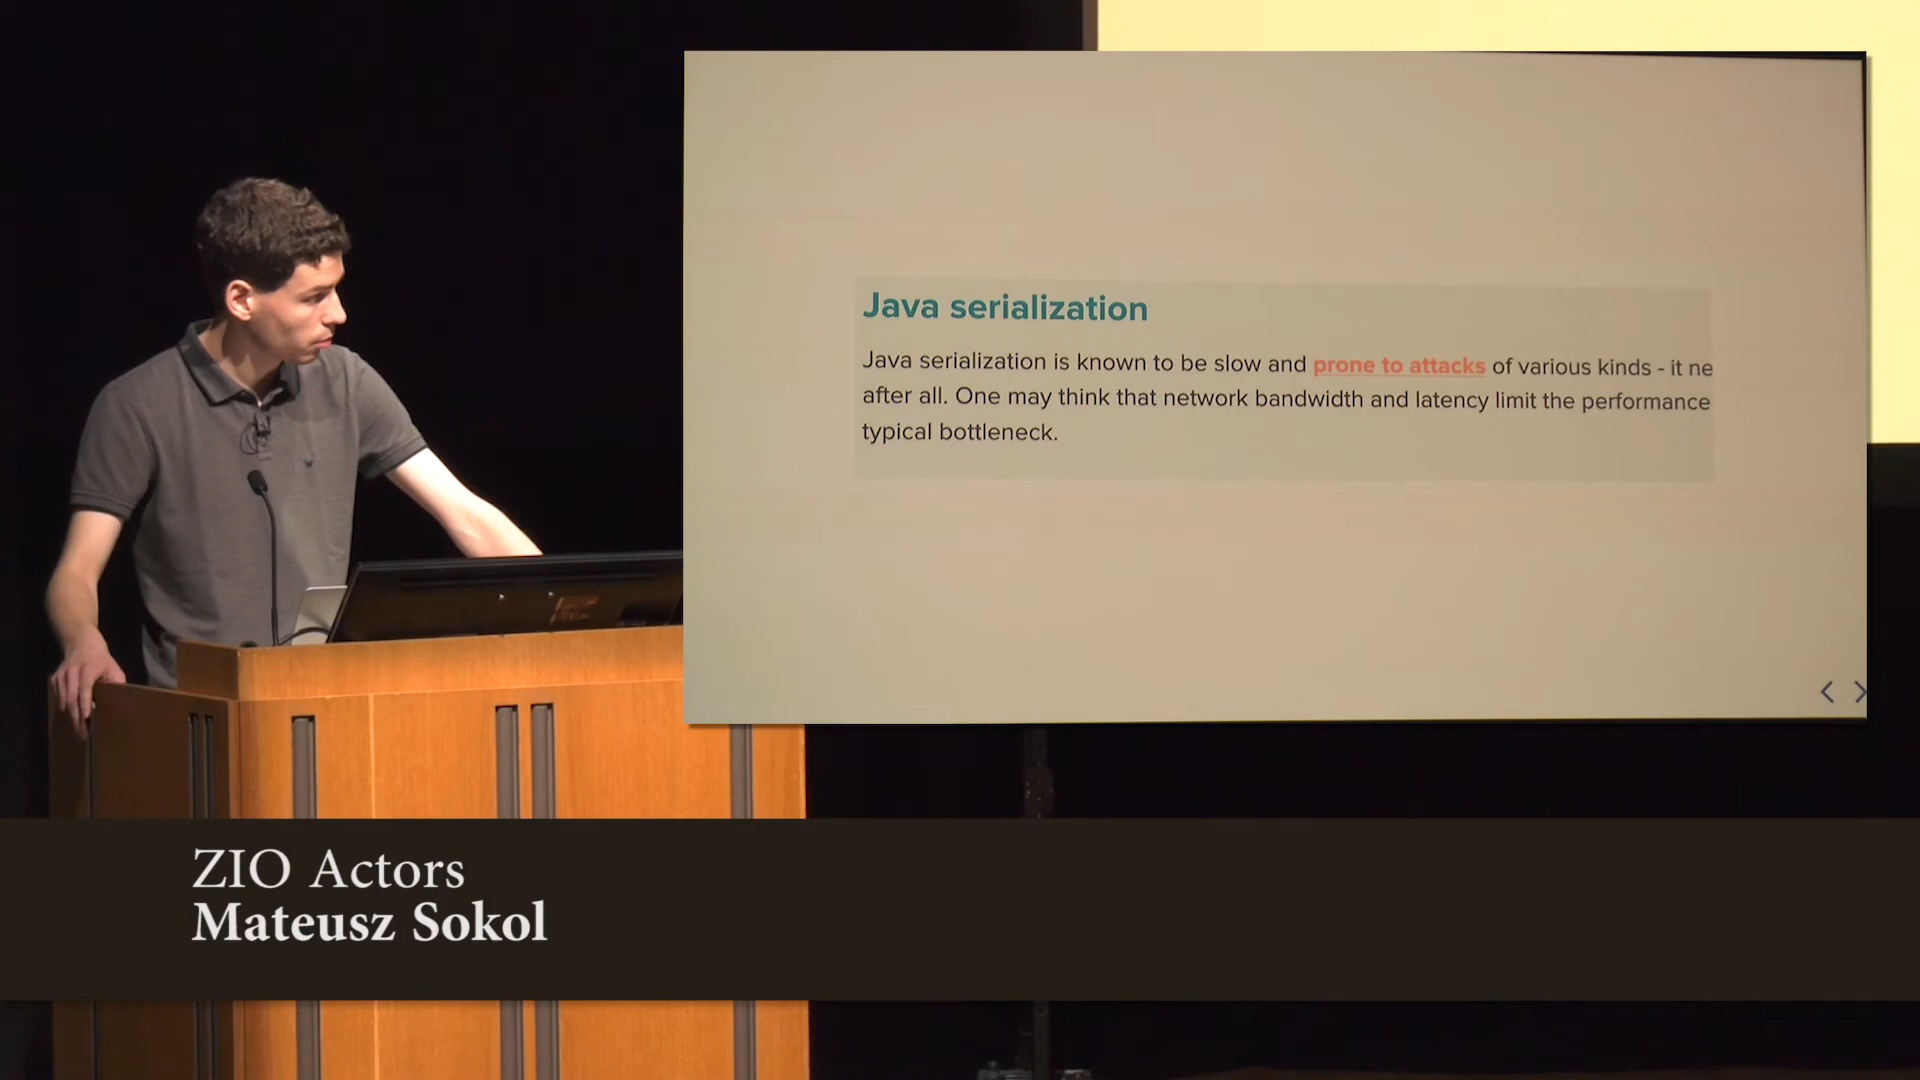 Java serialization
Java serialization is known to be slow and prone to attacks of various kinds - it ne
after all. One may think that network bandwidth and latency limit the performance
typical bottleneck.
ZIO Actors
Mateusz Sokol